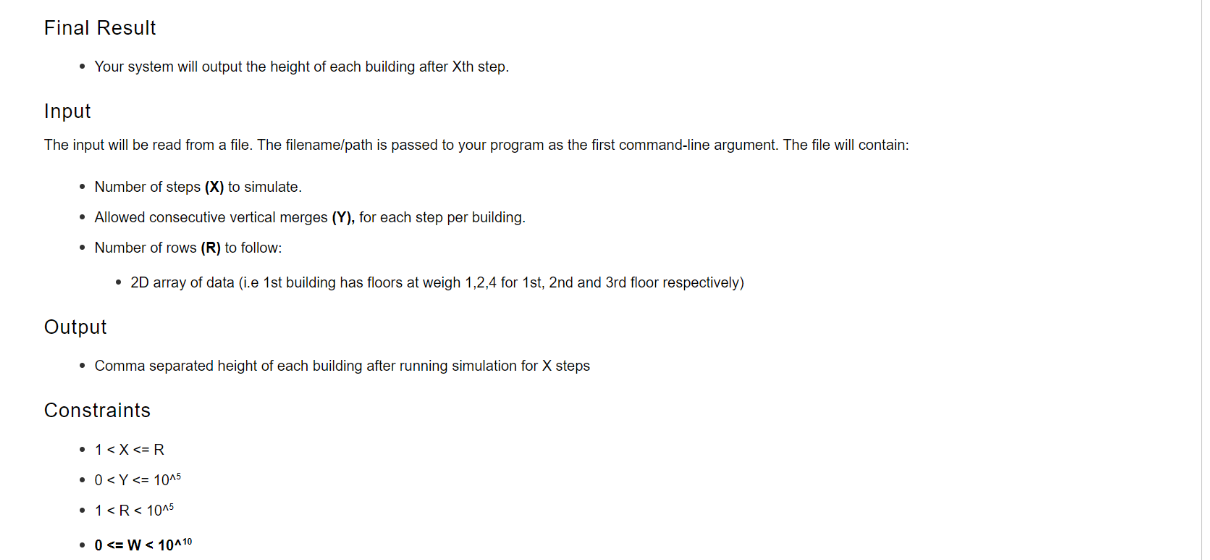 Final Result
• Your system will output the height of each building after Xth step.
Input
The input will be read from a file. The filename/path is passed to your program as the first command-line argument. The file will contain:
• Number of steps (X) to simulate.
• Allowed consecutive vertical merges (Y), for each step per building.
• Number of rows (R) to follow:
• 2D array of data (i.e 1st building has floors at weigh 1,2,4 for 1st, 2nd and 3rd floor respectively)
Output
• Comma separated height of each building after running simulation for X steps
Constraints
• 1 < X <= R
• 0 < Y <= 10^5
• 1 < R < 10^5
• 0 <= W < 10^10